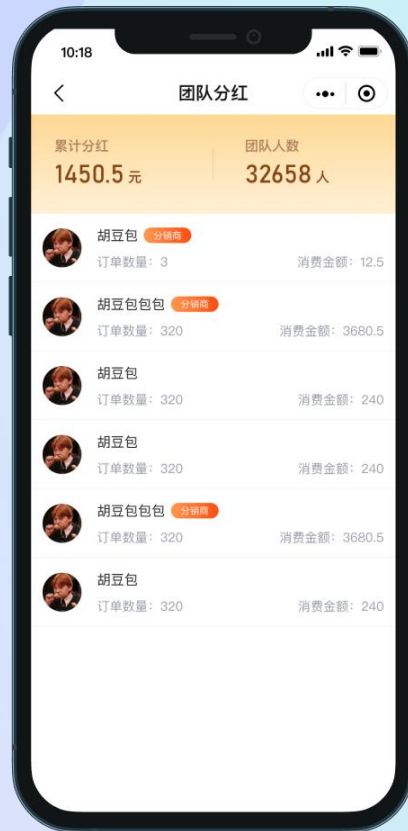 10:18
团队分红
累计分红
团队人数
1450.5 元
32658 人
胡豆包 分销商
订单数量：3 消费金额：12.5
胡豆包包包 分销商
订单数量：320 消费金额：3680.5
胡豆包
订单数量：320 消费金额：240
胡豆包
订单数量：320 消费金额：240
胡豆包包包 分销商
订单数量：320 消费金额：3680.5
胡豆包
订单数量：320 消费金额：240